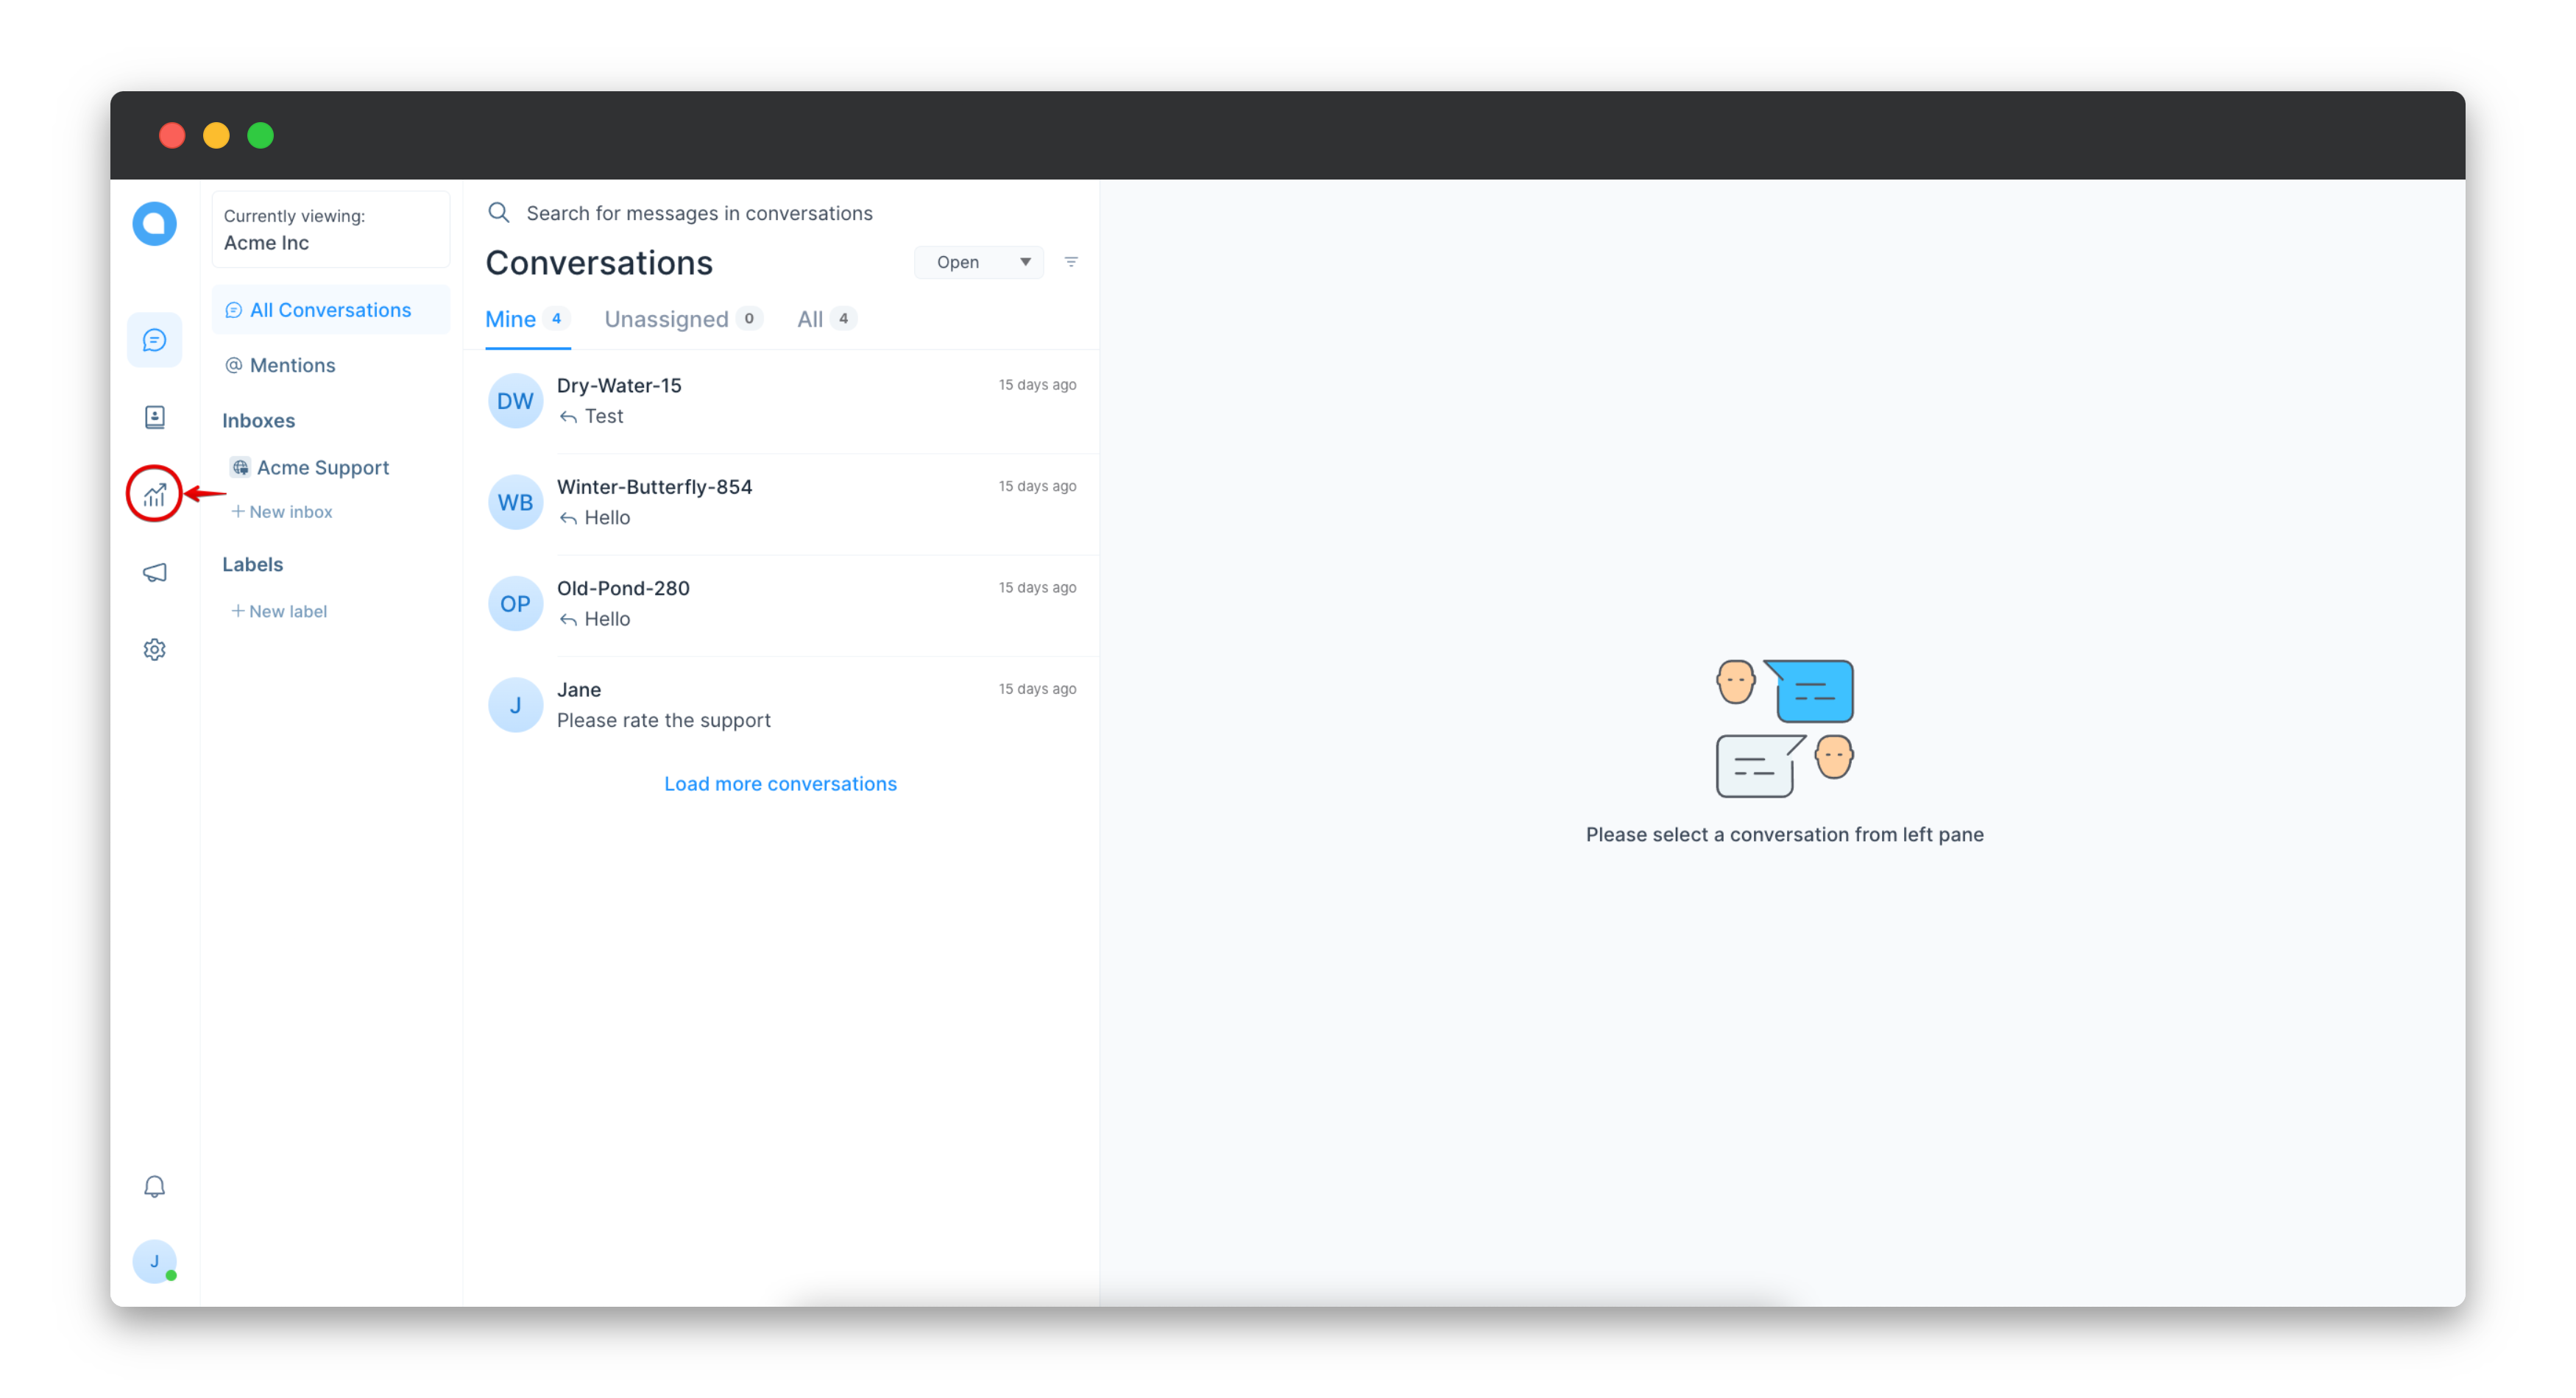 Currently viewing:
Acme Inc
All Conversations
Mentions
Inboxes
Acme Support
New inbox
Labels
New label
J
Search for messages in conversations
Conversations
Open
Mine 4 Unassigned 0 All 4
DW
Dry-Water-15
15 days ago
Test
WB
Winter-Butterfly-854
15 days ago
Hello
OP
Old-Pond-280
15 days ago
Hello
J
Jane
15 days ago
Please rate the support
Load more conversations
Please select a conversation from left pane